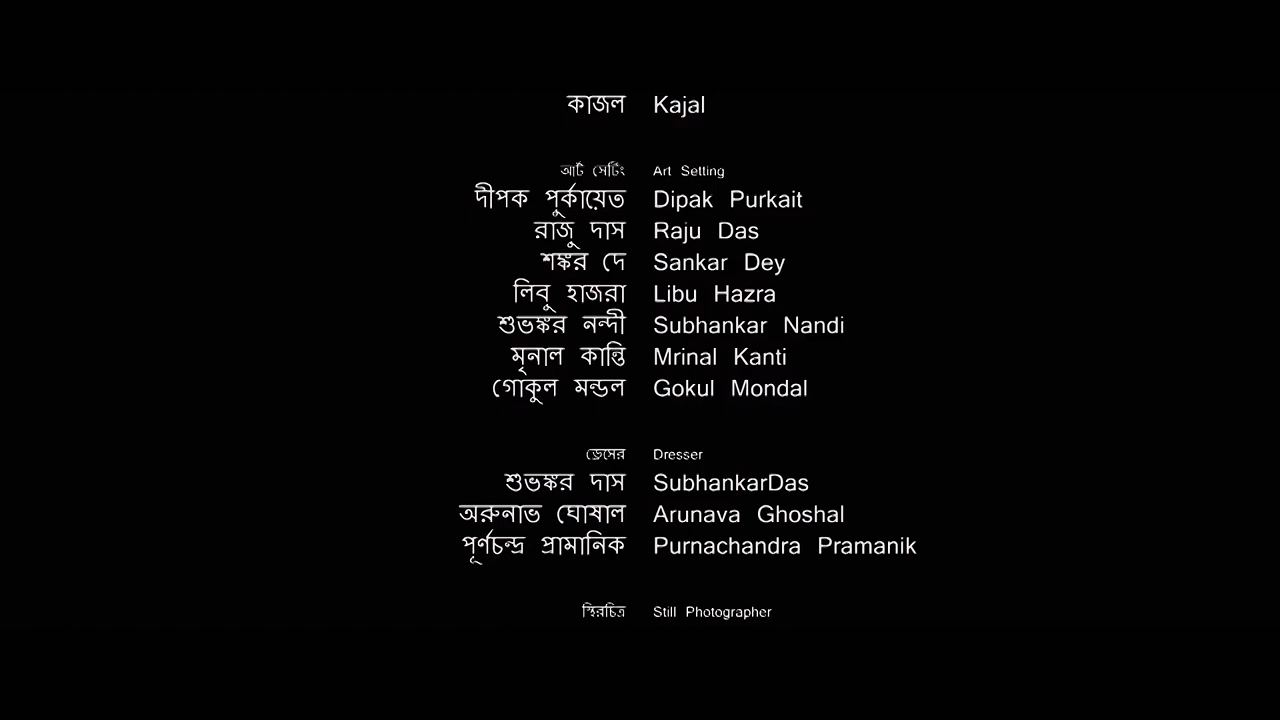 কাজল Kajal
আর্ট সেটিং Art Setting
দীপক পুর্কায়েত Dipak Purkait
রাজু দাস Raju Das
শঙ্কর দে Sankar Dey
লিবু হাজরা Libu Hazra
শুভঙ্কর নন্দী Subhankar Nandi
মৃনাল কান্তি Mrinal Kanti
গোকুল মন্ডল Gokul Mondal
ড্রেসের Dresser
শুভঙ্কর দাস SubhankarDas
অরুনাভ ঘোষাল Arunava Ghoshal
পূর্ণচন্দ্র প্রামানিক Purnachandra Pramanik
স্থিরচিত্র Still Photographer